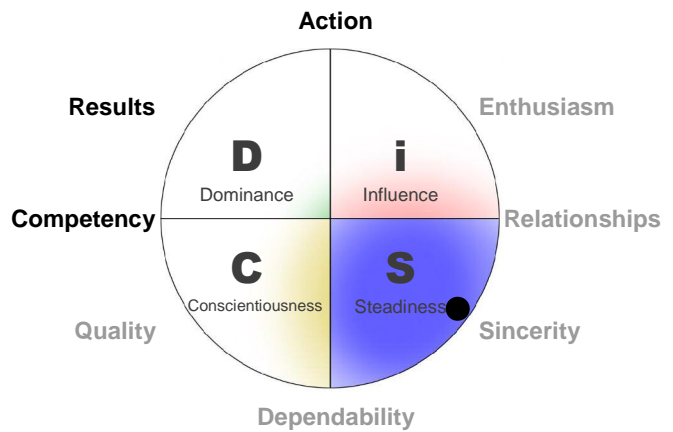 Action
Results
Enthusiasm
D
i
Dominance
Influence
Competency
Relationships
C
S
Conscientiousness
Steadiness
Quality
Sincerity
Dependability